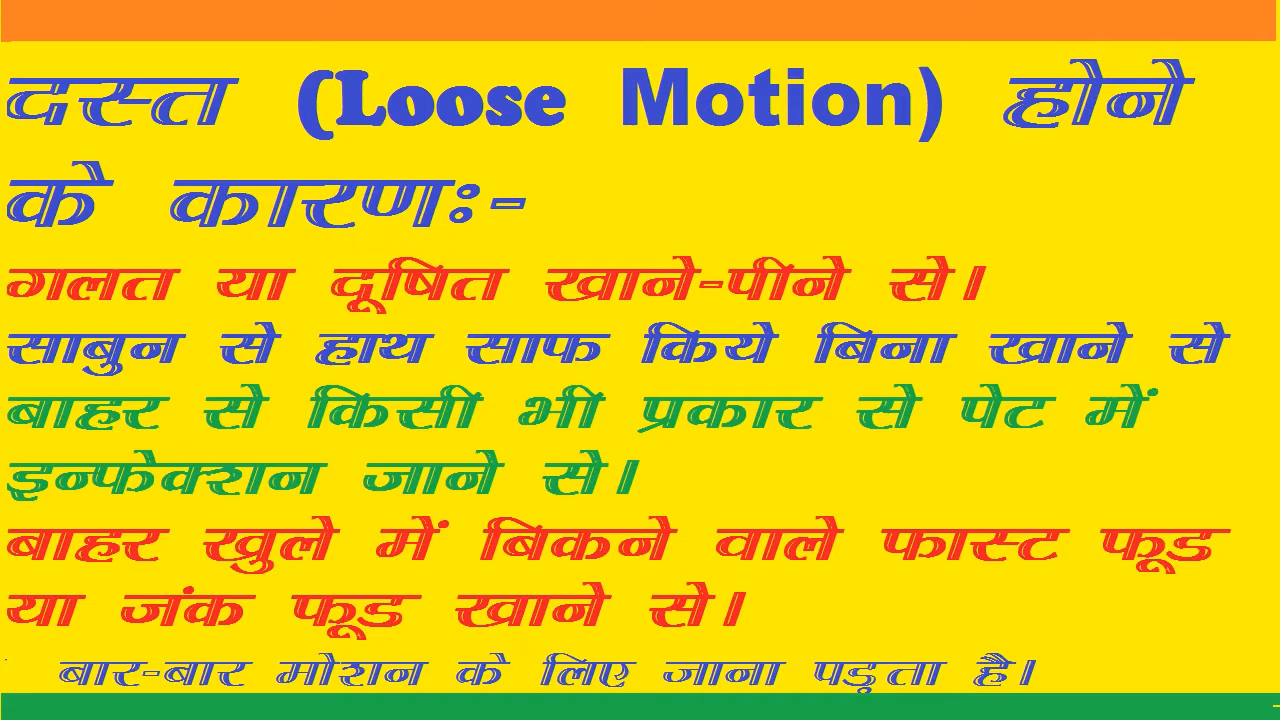 दस्त (Loose Motion) होने
के कारणः-
गलत या दूषित खाने-पीने से।
साबुन से हाथ साफ किये बिना खाने से
बाहर से किसी भी प्रकार से पेट में
इन्फेक्शन जाने से।
बाहर खुले में बिकने वाले फास्ट फूड
या जंक फूड खाने से।
बार-बार मोशन के लिए जाना पड़ता है।